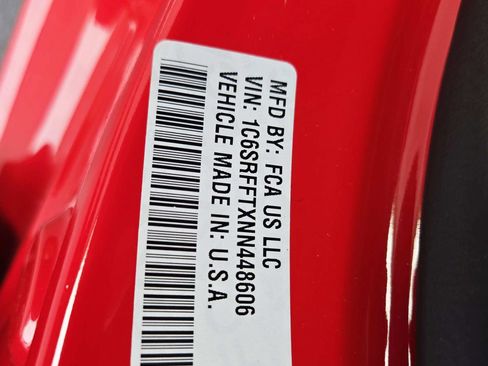 MFD BY: FCA US LLC
VIN: 1C6SRFFTXNN448606
VEHICLE MADE IN: U.S.A.